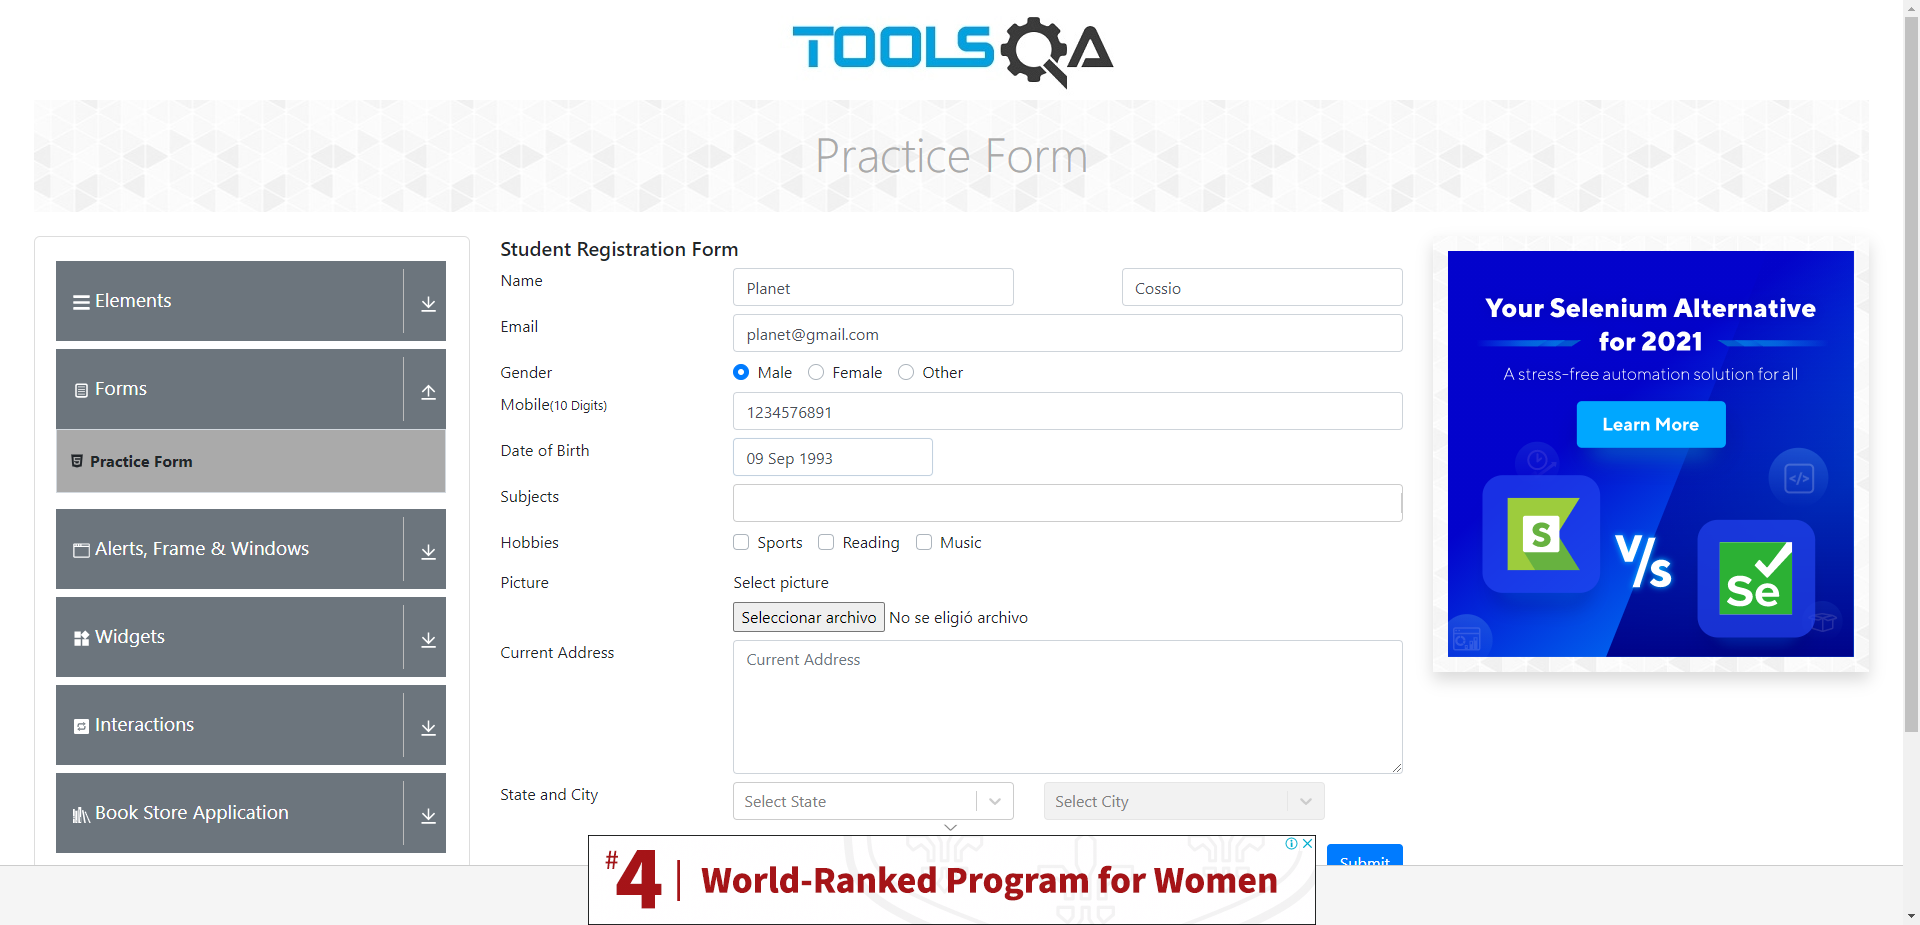 TOOLSQA
Practice Form
Elements
Forms
Practice Form
Alerts, Frame & Windows
Widgets
Interactions
Book Store Application
Student Registration Form
Name
Planet
Cossio
Email
planet@gmail.com
Gender
Male
Female
Other
Mobile(10 Digits)
1234576891
Date of Birth
09 Sep 1993
Subjects
Hobbies
Sports
Reading
Music
Picture
Select picture
Seleccionar archivo
No se eligió archivo
Current Address
Current Address
State and City
Select State
Select City
Submit
Your Selenium Alternative
for 2021
A stress-free automation solution for all
Learn More
</>
S
V/S
Se
#4
World-Ranked Program for Women